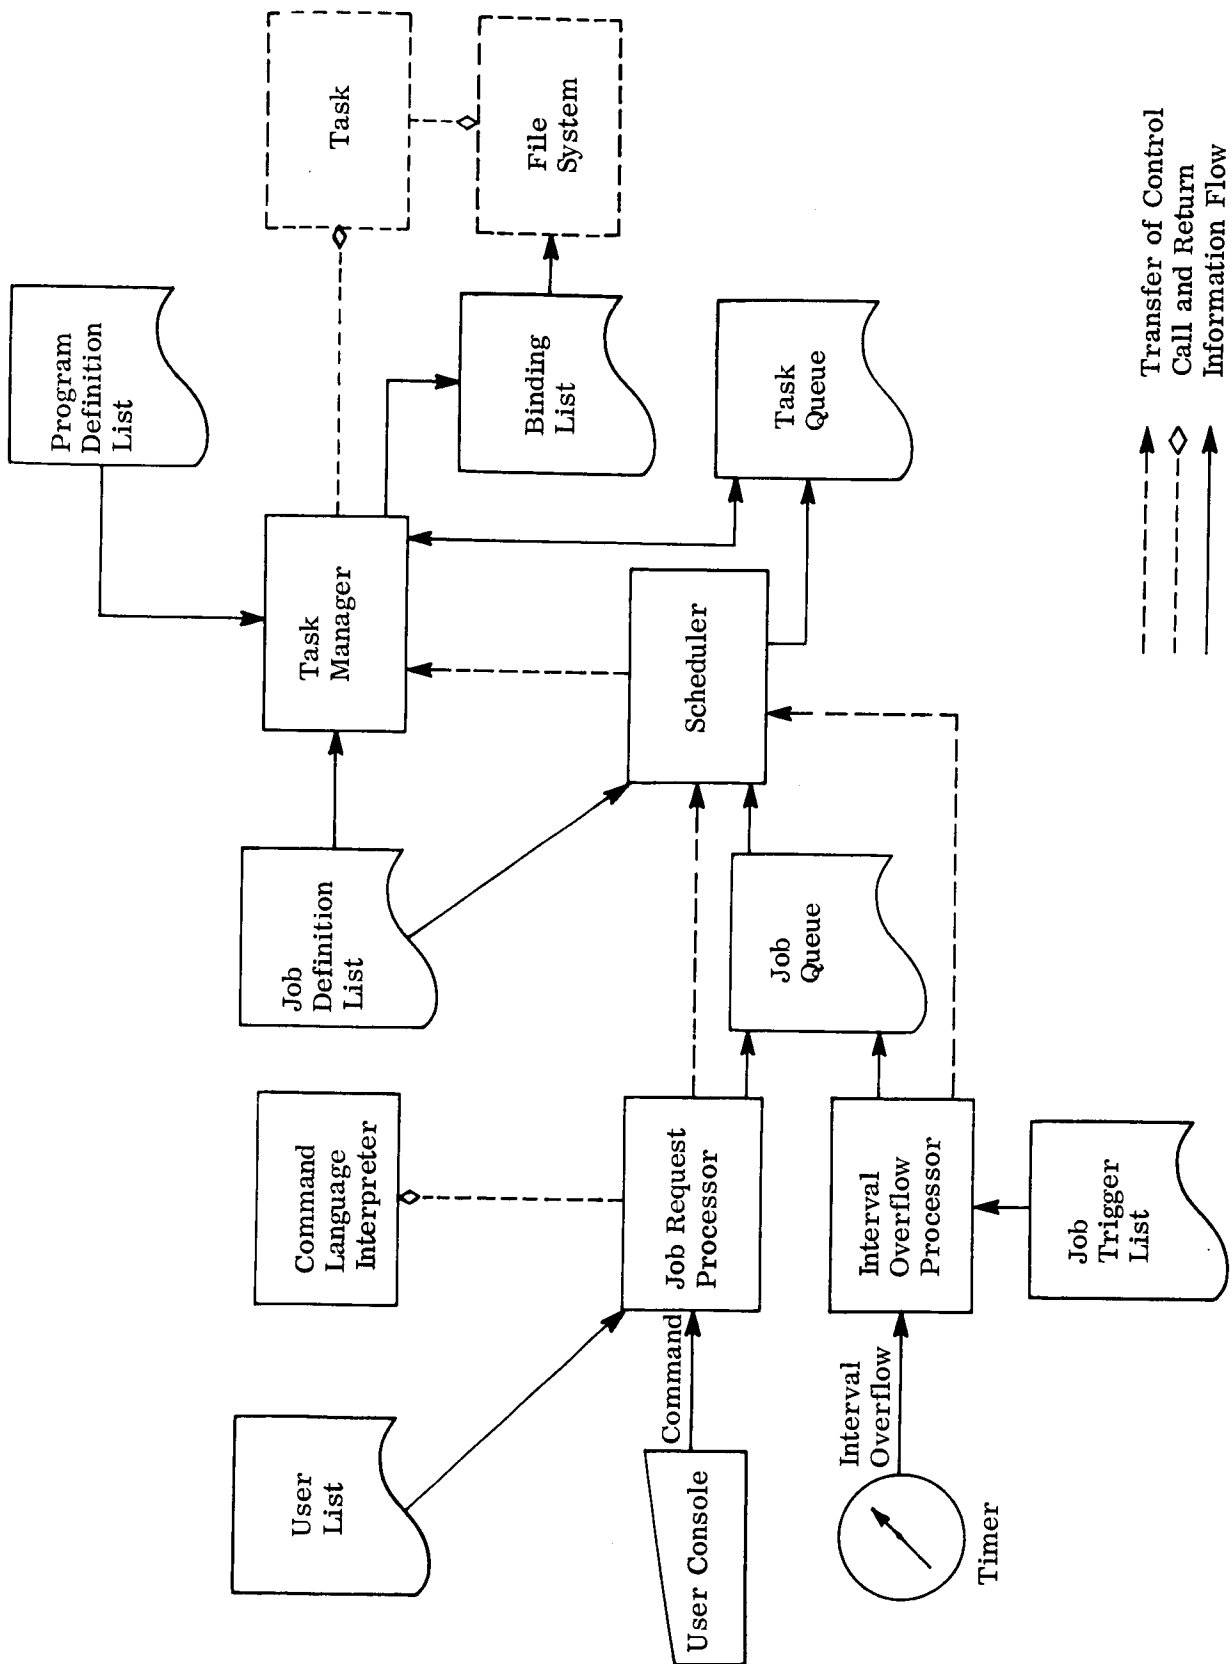 User
List
Command
Language
Interpreter
Job
Definition
List
Program
Definition
List
Task
Manager
Task
File
System
Binding
List
Task
Queue
Scheduler
Job
Queue
Job Request
Processor
Command
User Console
Interval
Overflow
Timer
Interval
Overflow
Processor
Job
Trigger
List
Transfer of Control
Call and Return
Information Flow